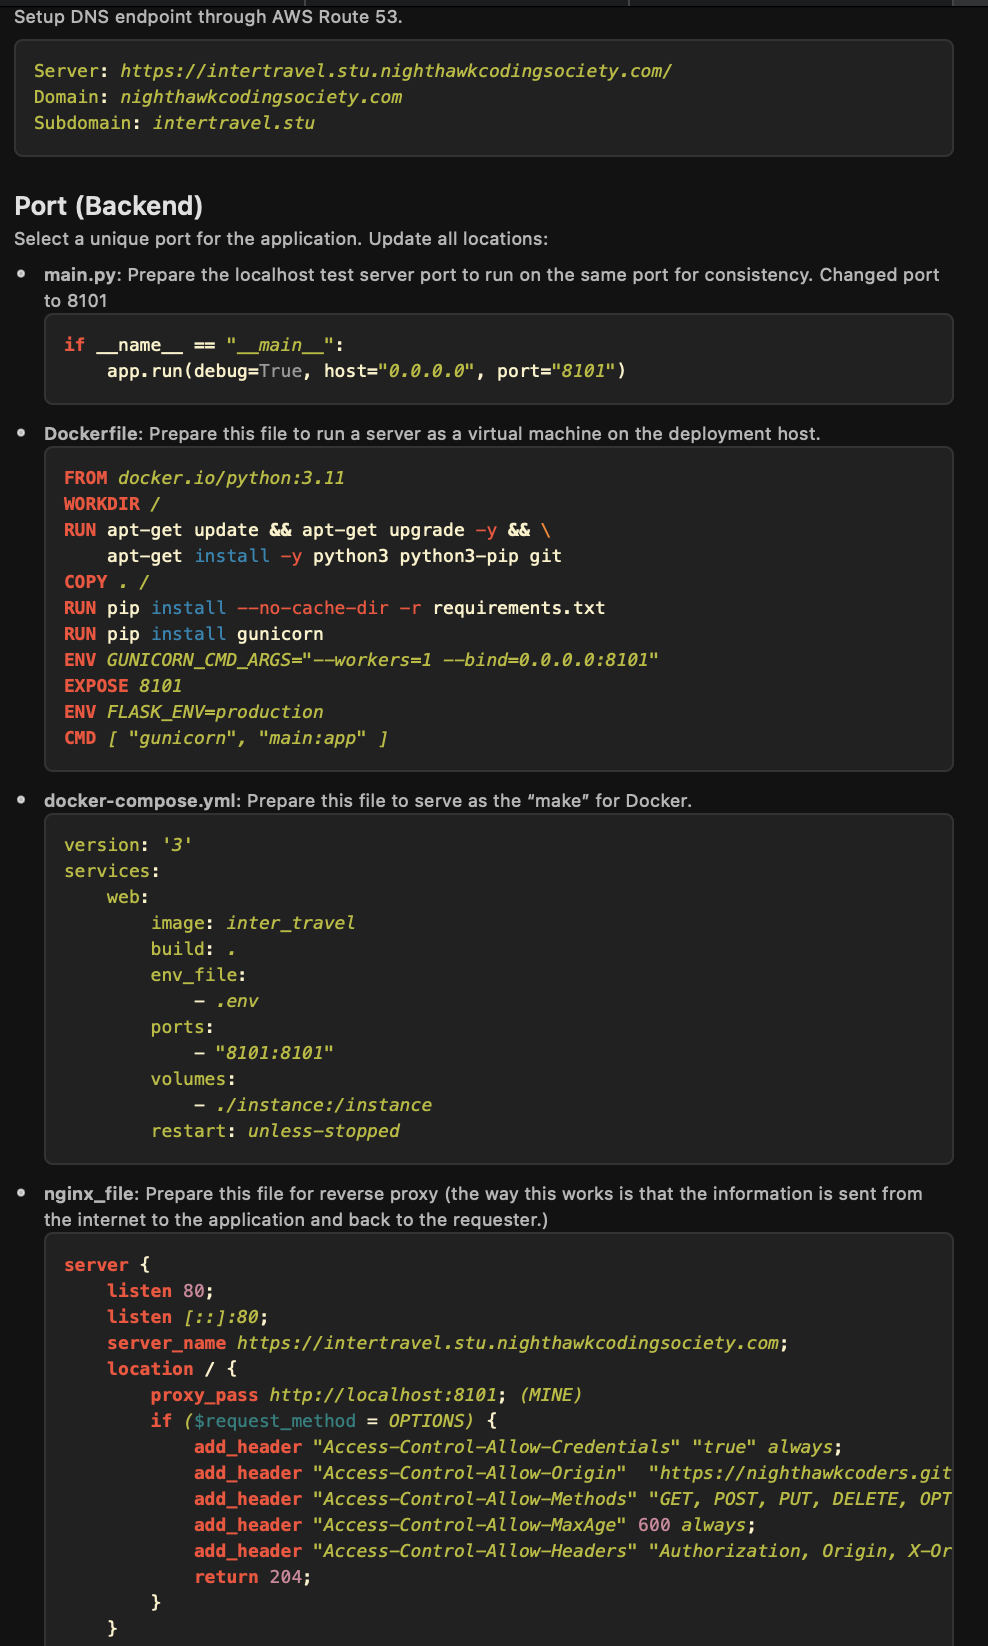 Setup DNS endpoint through AWS Route 53.
Server: https://intertravel.stu.nighthawkcodingsociety.com/
Domain: nighthawkcodingsociety.com
Subdomain: intertravel.stu
Port (Backend)
Select a unique port for the application. Update all locations:
• main.py: Prepare the localhost test server port to run on the same port for consistency. Changed port
to 8101
if __name__ == "__main__":
    app.run(debug=True, host="0.0.0.0", port="8101")
• Dockerfile: Prepare this file to run a server as a virtual machine on the deployment host.
FROM docker.io/python:3.11
WORKDIR /
RUN apt-get update && apt-get upgrade -y && \
    apt-get install -y python3 python3-pip git
COPY . /
RUN pip install --no-cache-dir -r requirements.txt
RUN pip install gunicorn
ENV GUNICORN_CMD_ARGS="--workers=1 --bind=0.0.0.0:8101"
EXPOSE 8101
ENV FLASK_ENV=production
CMD [ "gunicorn", "main:app" ]
• docker-compose.yml: Prepare this file to serve as the “make” for Docker.
version: '3'
services:
    web:
        image: inter_travel
        build: .
        env_file:
            - .env
        ports:
            - "8101:8101"
        volumes:
            - ./instance:/instance
        restart: unless-stopped
• nginx_file: Prepare this file for reverse proxy (the way this works is that the information is sent from
the internet to the application and back to the requester.)
server {
    listen 80;
    listen [::]:80;
    server_name https://intertravel.stu.nighthawkcodingsociety.com;
    location / {
        proxy_pass http://localhost:8101; (MINE)
        if ($request_method = OPTIONS) {
            add_header "Access-Control-Allow-Credentials" "true" always;
            add_header "Access-Control-Allow-Origin"  "https://nighthawkcoders.git
            add_header "Access-Control-Allow-Methods" "GET, POST, PUT, DELETE, OPT
            add_header "Access-Control-Allow-MaxAge" 600 always;
            add_header "Access-Control-Allow-Headers" "Authorization, Origin, X-Or
            return 204;
        }
    }